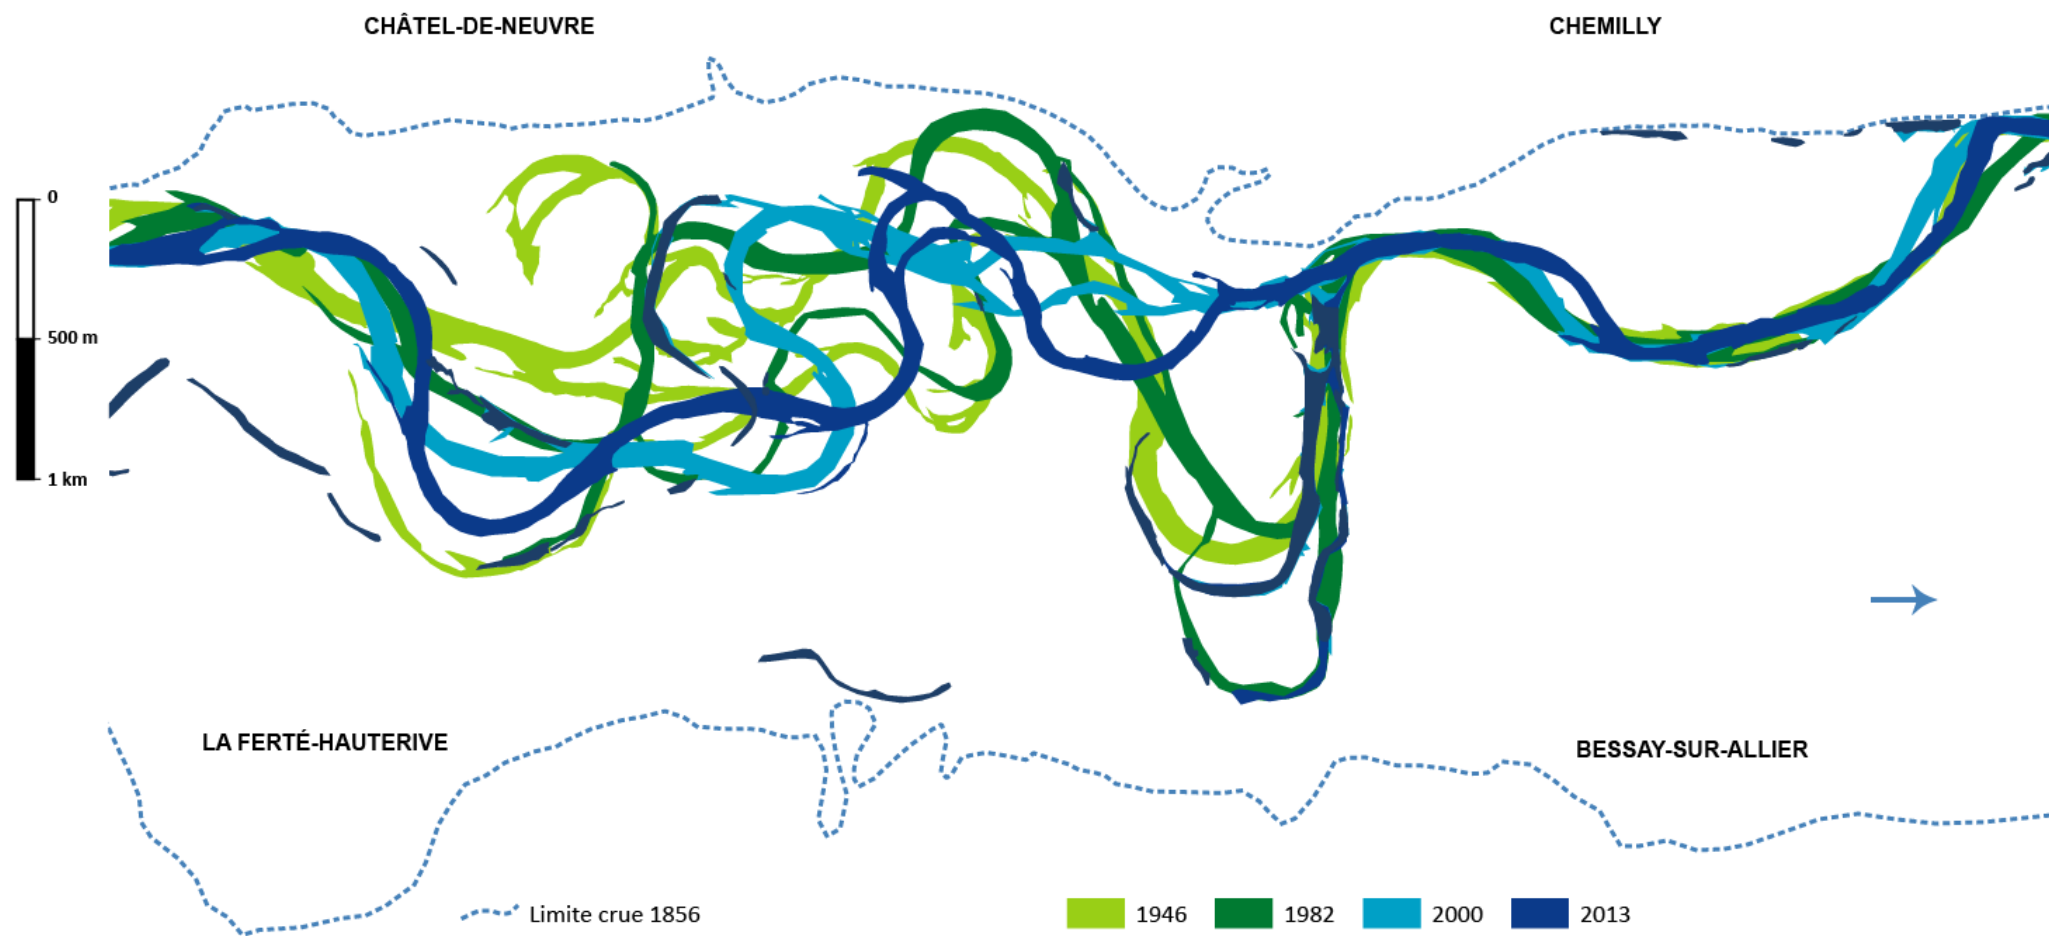 CHÂTEL-DE-NEUVRE
CHEMILLY
0
500 m
1 km
LA FERTÉ-HAUTERIVE
BESSAY-SUR-ALLIER
Limite crue 1856
1946
1982
2000
2013